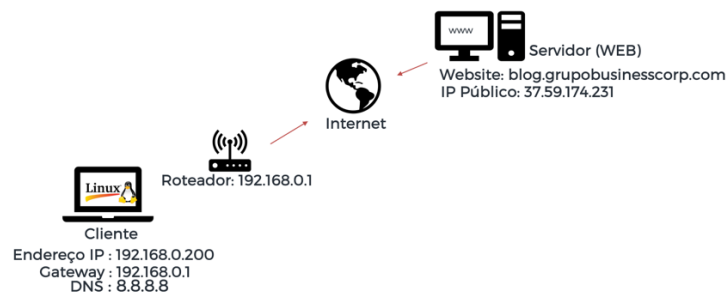 www
Servidor (WEB)
Website: blog.grupobusinesscorp.com
IP Público: 37.59.174.231
Internet
Roteador: 192.168.0.1
Linux
Cliente
Endereço IP : 192.168.0.200
Gateway : 192.168.0.1
DNS : 8.8.8.8